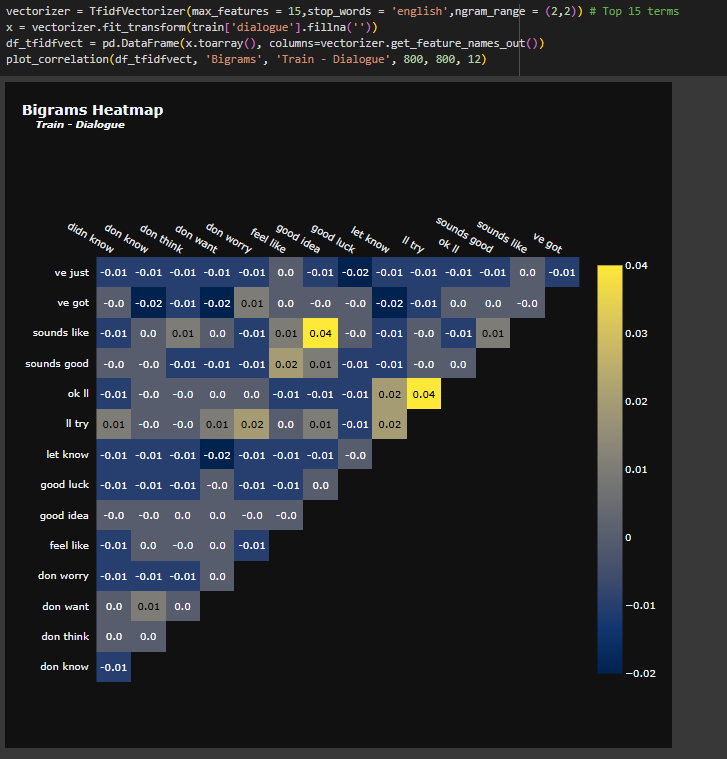 vectorizer = TfidfVectorizer(max_features = 15,stop_words = 'english',ngram_range = (2,2)) # Top 15 terms
x = vectorizer.fit_transform(train['dialogue'].fillna(''))
df_tfidfvect = pd.DataFrame(x.toarray(), columns=vectorizer.get_feature_names_out())
plot_correlation(df_tfidfvect, 'Bigrams', 'Train - Dialogue', 800, 800, 12)
Bigrams Heatmap
Train - Dialogue
didn know don know don think don want don worry feel like good idea good luck let know ll try ok ll sounds good sounds like ve got
ve just -0.01 -0.01 -0.01 -0.01 -0.01 0.0 -0.01 -0.02 -0.01 -0.01 -0.01 -0.01 0.0 -0.01 0.04
ve got -0.0 -0.02 -0.01 -0.02 0.01 0.0 -0.0 -0.0 -0.02 -0.01 0.0 0.0 -0.0
sounds like -0.01 0.0 0.01 0.0 -0.01 0.01 0.04 -0.0 -0.01 -0.0 -0.01 0.01 0.03
sounds good -0.0 -0.0 -0.01 -0.01 -0.01 0.02 0.01 -0.01 -0.01 -0.0 0.0
ok ll -0.01 -0.0 -0.0 0.0 0.0 -0.01 -0.01 -0.01 0.02 0.04 0.02
ll try 0.01 -0.0 -0.0 0.01 0.02 0.0 0.01 -0.01 0.02
let know -0.01 -0.01 -0.01 -0.02 -0.01 -0.01 -0.01 -0.0 0.01
good luck -0.01 -0.01 -0.01 -0.0 -0.01 -0.01 0.0
good idea -0.0 -0.0 0.0 0.0 -0.0 -0.0
feel like -0.01 0.0 -0.0 0.0 -0.01 0
don worry -0.01 -0.01 -0.01 0.0
don want 0.0 0.01 0.0 −0.01
don think 0.0 0.0
don know -0.01 −0.02